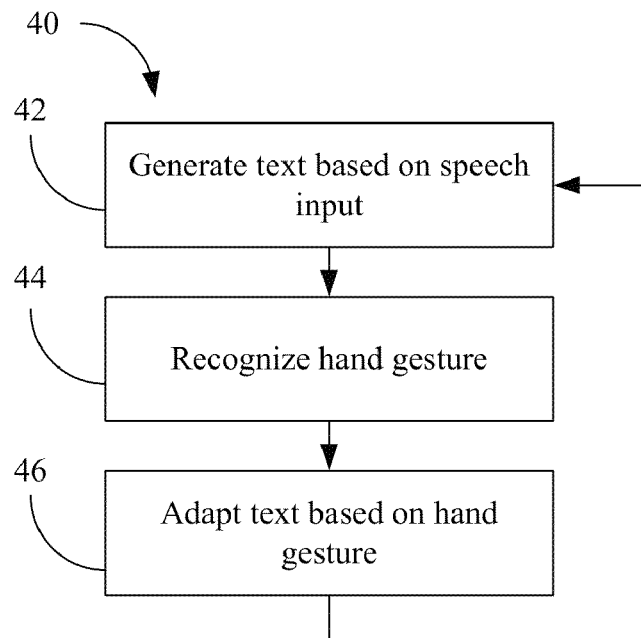 40
42
Generate text based on speech
input
44
Recognize hand gesture
46
Adapt text based on hand
gesture